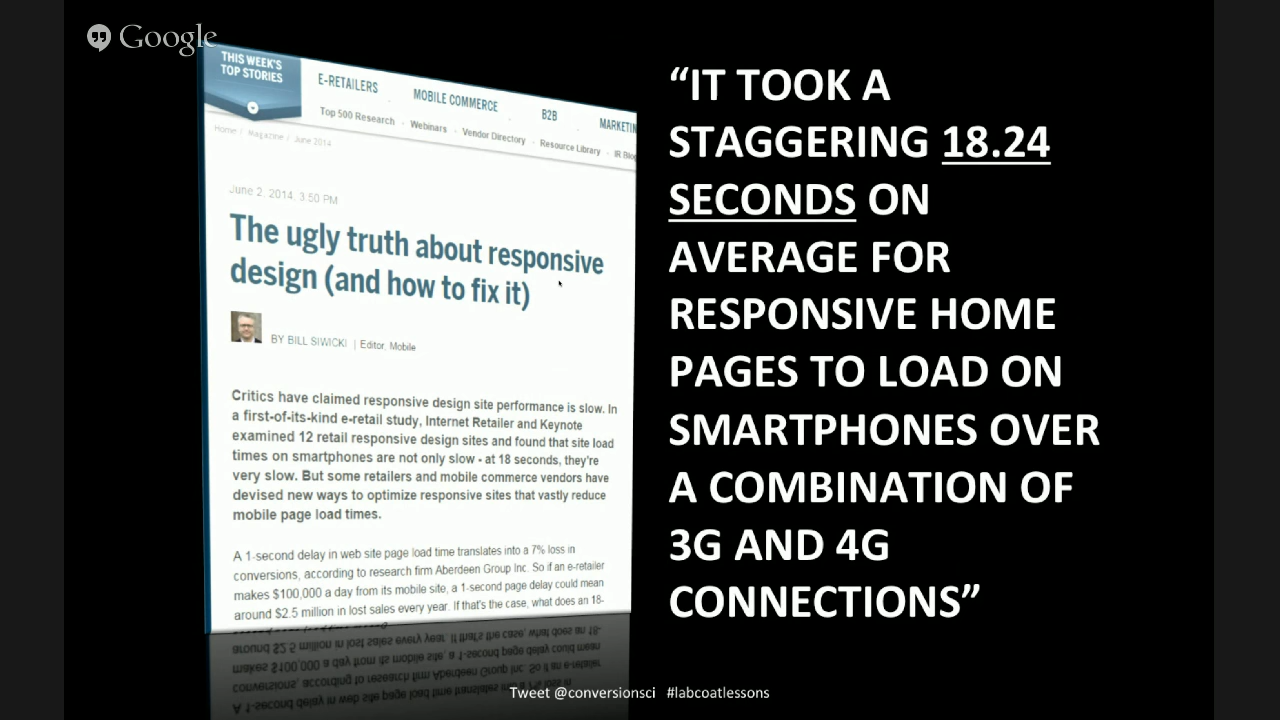 Google
THIS WEEK'S
TOP STORIES
E-RETAILERS
MOBILE COMMERCE
B2B
MARKETIN
Top 500 Research
Webinars
Vendor Directory
Resource Library
IR Blog
Home / Magazine / June 2014
June 2, 2014, 3:50 PM
The ugly truth about responsive
design (and how to fix it)
BY BILL SIWICKI | Editor, Mobile
Critics have claimed responsive design site performance is slow. In
a first-of-its-kind e-retail study, Internet Retailer and Keynote
examined 12 retail responsive design sites and found that site load
times on smartphones are not only slow - at 18 seconds, they're
very slow. But some retailers and mobile commerce vendors have
devised new ways to optimize responsive sites that vastly reduce
mobile page load times.
A 1-second delay in web site page load time translates into a 7% loss in
conversions, according to research firm Aberdeen Group Inc. So if an e-retailer
makes $100,000 a day from its mobile site, a 1-second page delay could mean
around $2.5 million in lost sales every year. If that's the case, what does an 18-
“IT TOOK A
STAGGERING 18.24
SECONDS ON
AVERAGE FOR
RESPONSIVE HOME
PAGES TO LOAD ON
SMARTPHONES OVER
A COMBINATION OF
3G AND 4G
CONNECTIONS”
Tweet @conversionsci #labcoatlessons